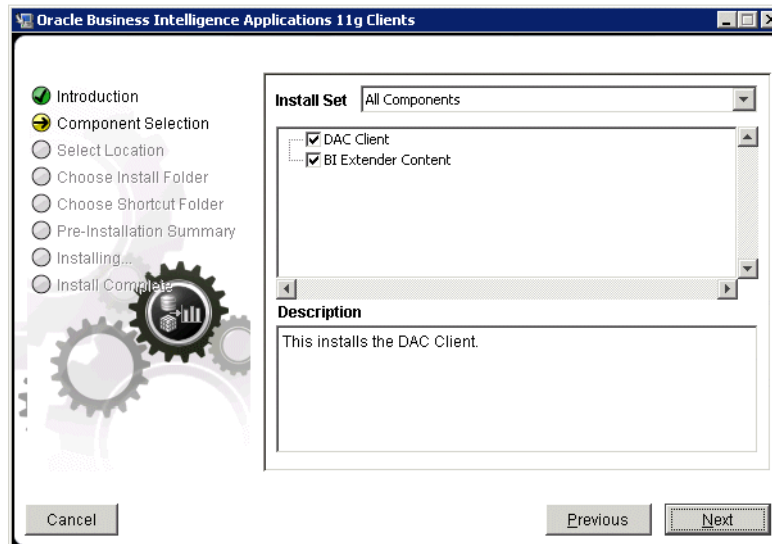 Oracle Business Intelligence Applications 11g Clients
Introduction
Component Selection
Select Location
Choose Install Folder
Choose Shortcut Folder
Pre-Installation Summary
Installing...
Install Complete
Install Set All Components
DAC Client
BI Extender Content
Description
This installs the DAC Client.
Cancel
Previous
Next